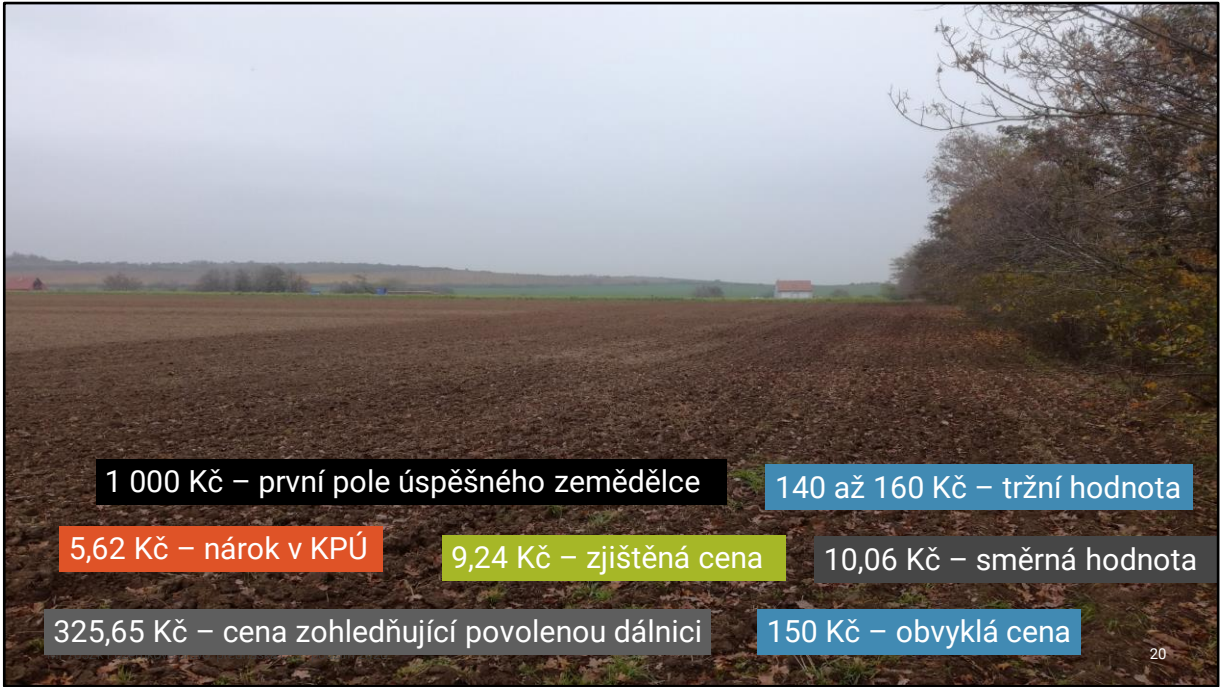 1 000 Kč – první pole úspěšného zemědělce
140 až 160 Kč – tržní hodnota
5,62 Kč – nárok v KPÚ
9,24 Kč – zjištěná cena
10,06 Kč – směrná hodnota
325,65 Kč – cena zohledňující povolenou dálnici
150 Kč – obvyklá cena
20